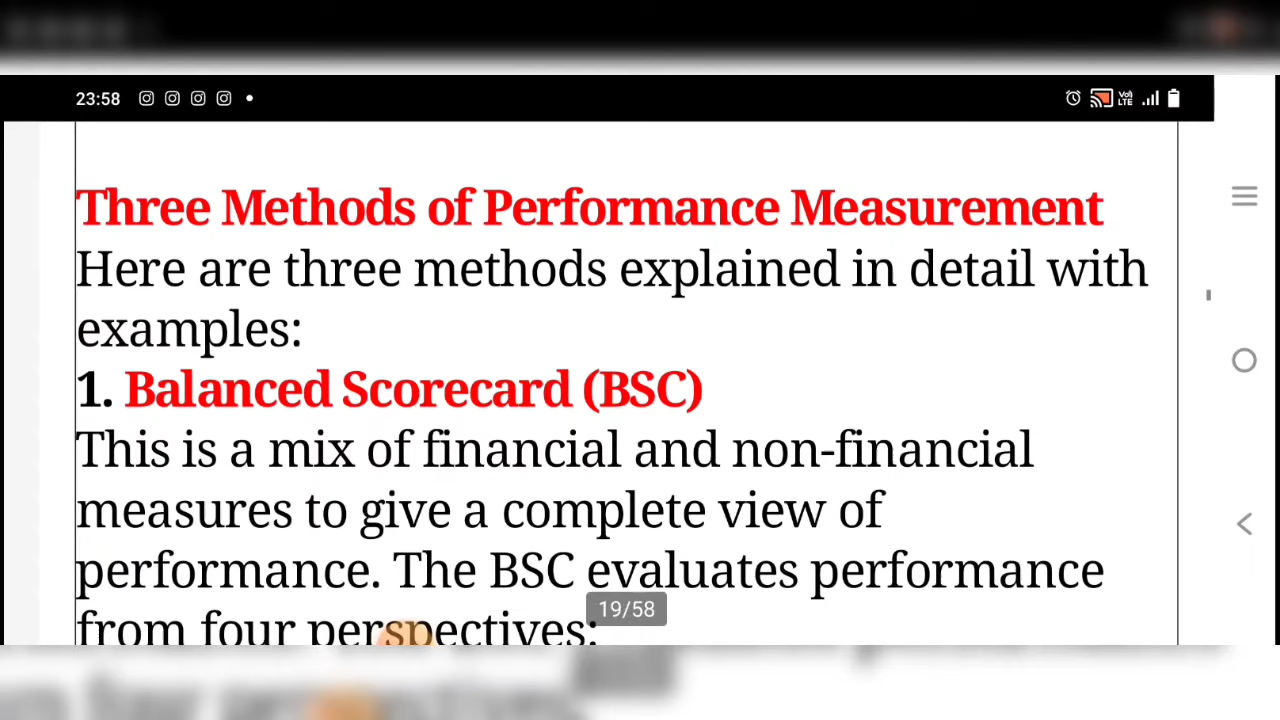 23:58
Three Methods of Performance Measurement
Here are three methods explained in detail with
examples:
1. Balanced Scorecard (BSC)
This is a mix of financial and non-financial
measures to give a complete view of
performance. The BSC evaluates performance
from four perspectives:
19/58